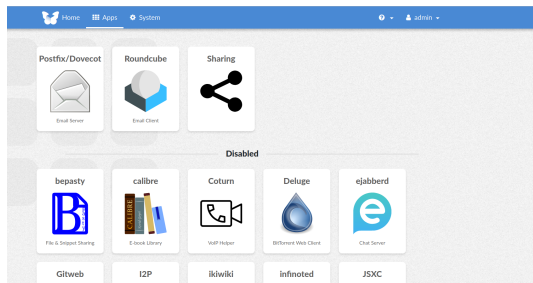 Home Apps System admin
Postfix/Dovecot Roundcube Sharing
Email Server Email Client
Disabled
bepasty calibre Coturn Deluge ejabberd
B CALIBRE
File & Snippet Sharing E-book Library VoIP Helper BitTorrent Web Client Chat Server
Gitweb I2P ikiwiki infinoted JSXC